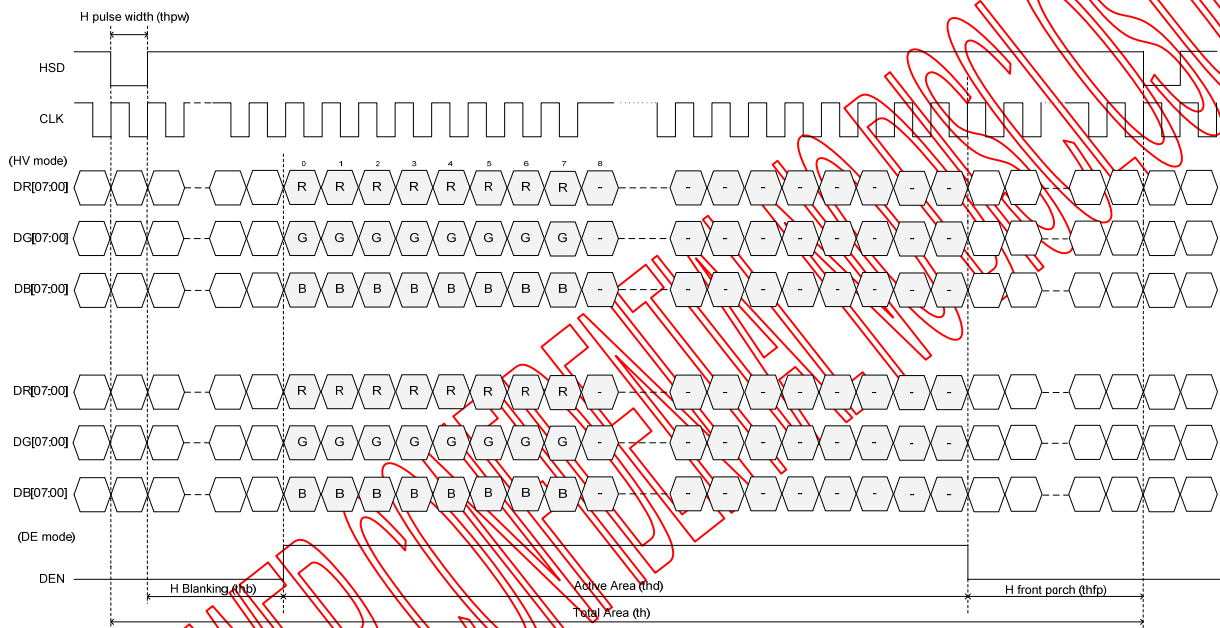 H pulse width (thpw)
HSD
CLK
(HV mode)
0 1 2 3 4 5 6 7 8
DR[07:00] R R R R R R R R - - - - - - - - -
DG[07:00] G G G G G G G G - - - - - - - - -
DB[07:00] B B B B B B B B - - - - - - - - -
DR[07:00] R R R R R R R R - - - - - - - - -
DG[07:00] G G G G G G G G - - - - - - - - -
DB[07:00] B B B B B B B B - - - - - - - - -
(DE mode)
DEN
H Blanking (thb) Active Area (thd) H front porch (thfp)
Total Area (th)